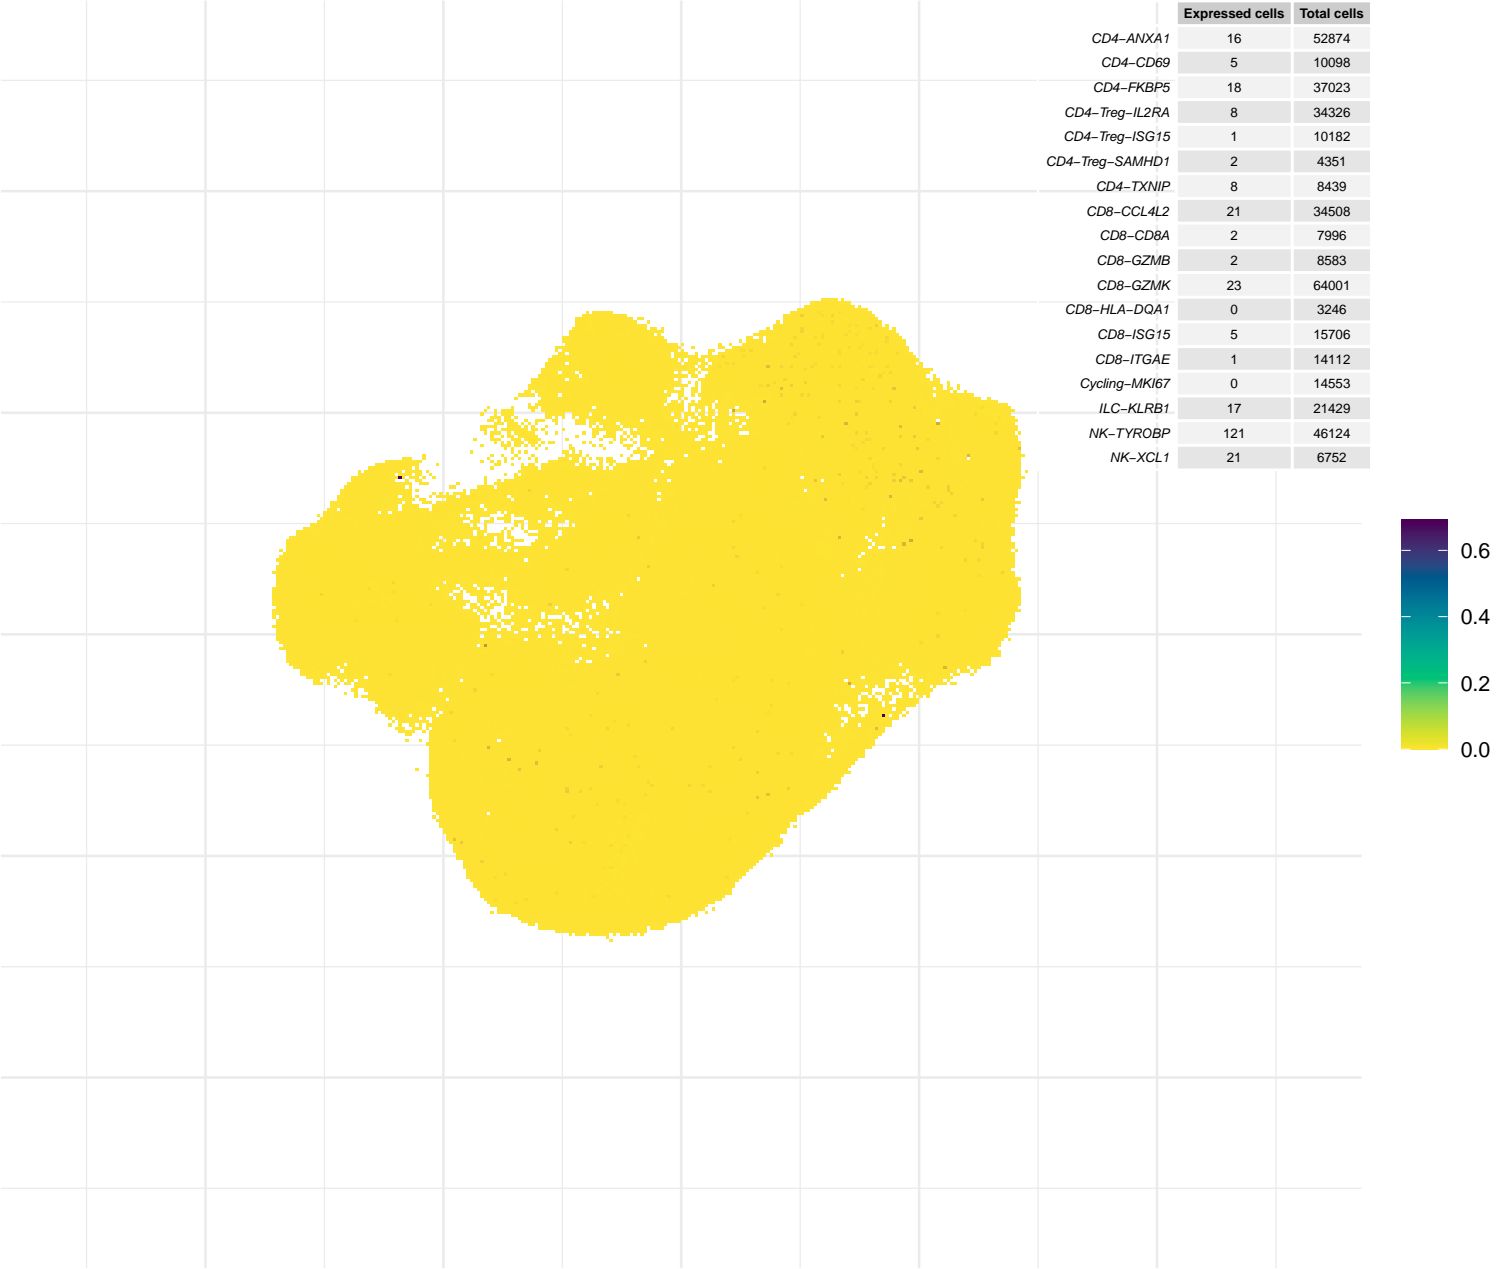 Expressed cells Total cells
CD4−ANXA1 16 52874
CD4−CD69 5 10098
CD4−FKBP5 18 37023
CD4−Treg−IL2RA 8 34326
CD4−Treg−ISG15 1 10182
CD4−Treg−SAMHD1 2 4351
CD4−TXNIP 8 8439
CD8−CCL4L2 21 34508
CD8−CD8A 2 7996
CD8−GZMB 2 8583
CD8−GZMK 23 64001
CD8−HLA−DQA1 0 3246
CD8−ISG15 5 15706
CD8−ITGAE 1 14112
Cycling−MKI67 0 14553
ILC−KLRB1 17 21429
NK−TYROBP 121 46124
NK−XCL1 21 6752
0.6
0.4
0.2
0.0